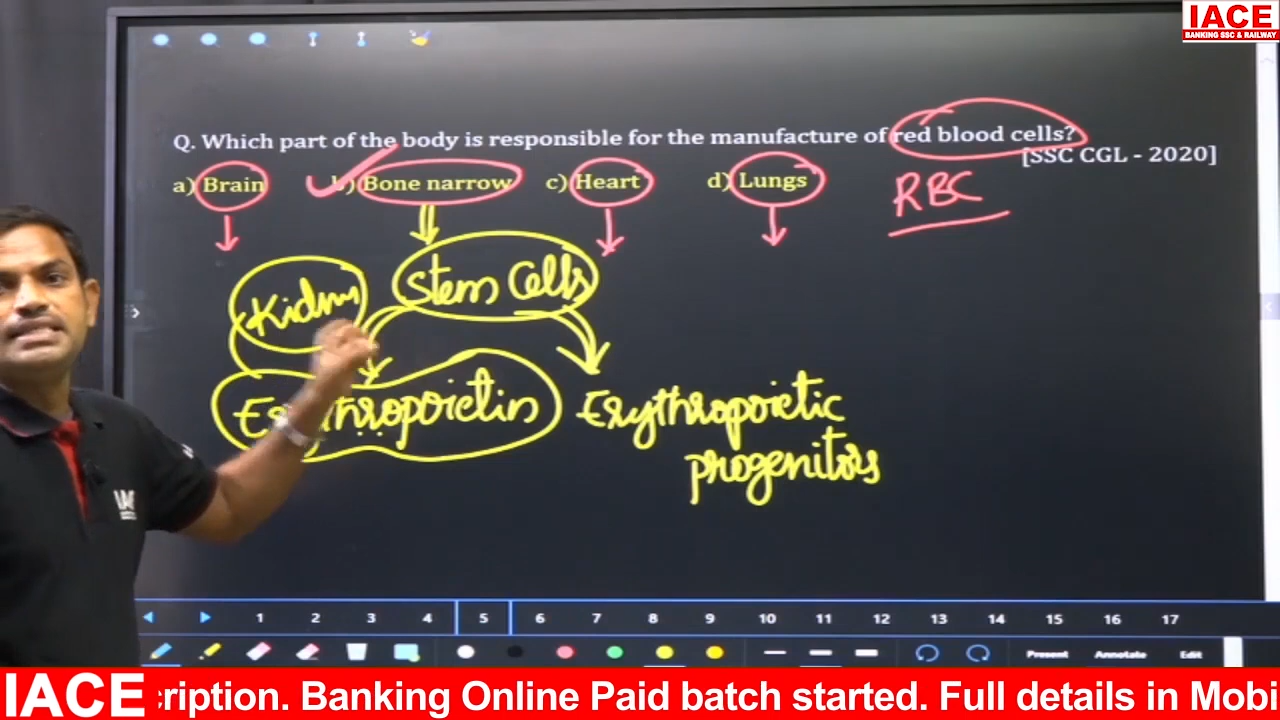 IACE
BANKING SSC & RAILWAY
Q. Which part of the body is responsible for the manufacture of red blood cells?
[SSC CGL - 2020]
a) Brain b) Bone narrow c) Heart d) Lungs
RBC
Kidny Stem Cells
Erythropoietin Erythropoietic
progenitors
IACE
1 2 3 4 5 6 7 8 9 10 11 12 13 14 15 16 17
Present Annotate Edit
IACE cription. Banking Online Paid batch started. Full details in Mobi